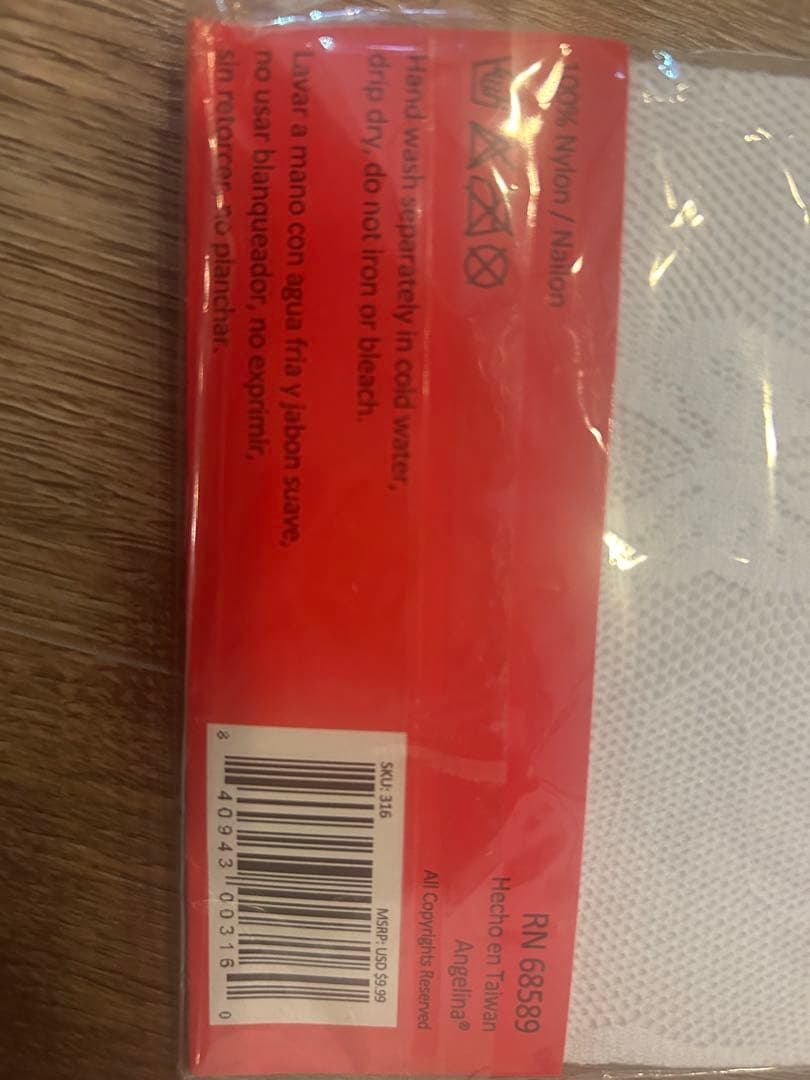 100% Nylon / Nailon
Hand wash separately in cold water,
drip dry, do not iron or bleach.
Lavar a mano con agua fria y jabon suave,
no usar blanqueador, no exprimir,
sin retorcer, no planchar.
RN 68589
Hecho en Taiwan
Angelina®
All Copyrights Reserved
SKU: 316
MSRP: USD $9.99
8 40943 00316 0